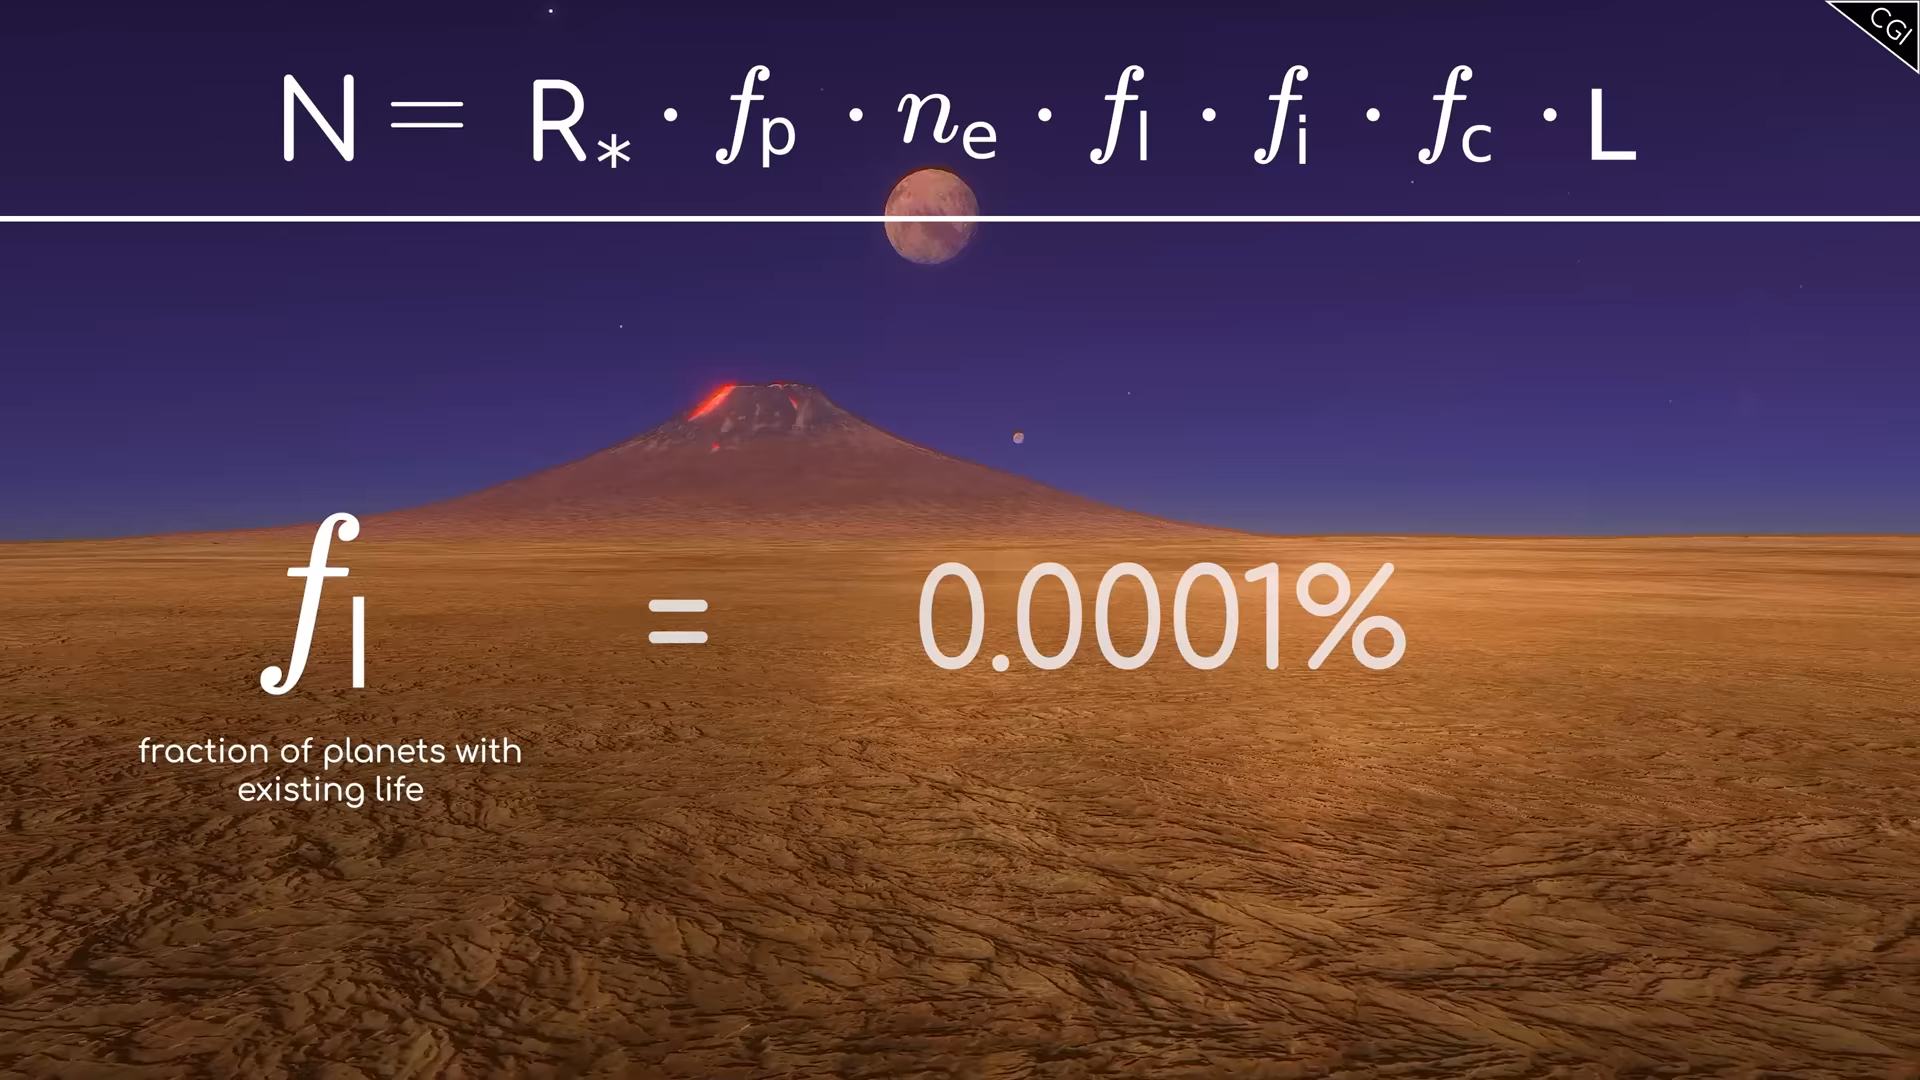 CGI
N = R* · fp · ne · fl · fi · fc · L
fl = 0.0001%
fraction of planets with
existing life